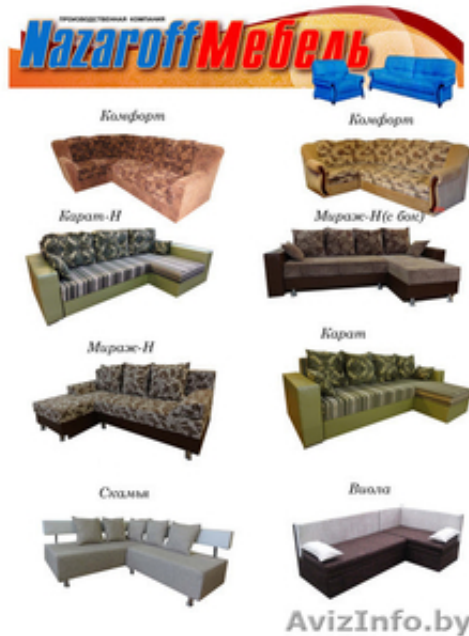 ПРОИЗВОДСТВЕННАЯ КОМПАНИЯ
NazaroffМебель
Комфорт
Комфорт
Карат-Н
Мираж-Н(с бок)
Мираж-Н
Карат
Скамья
Виола
AvizInfo.by